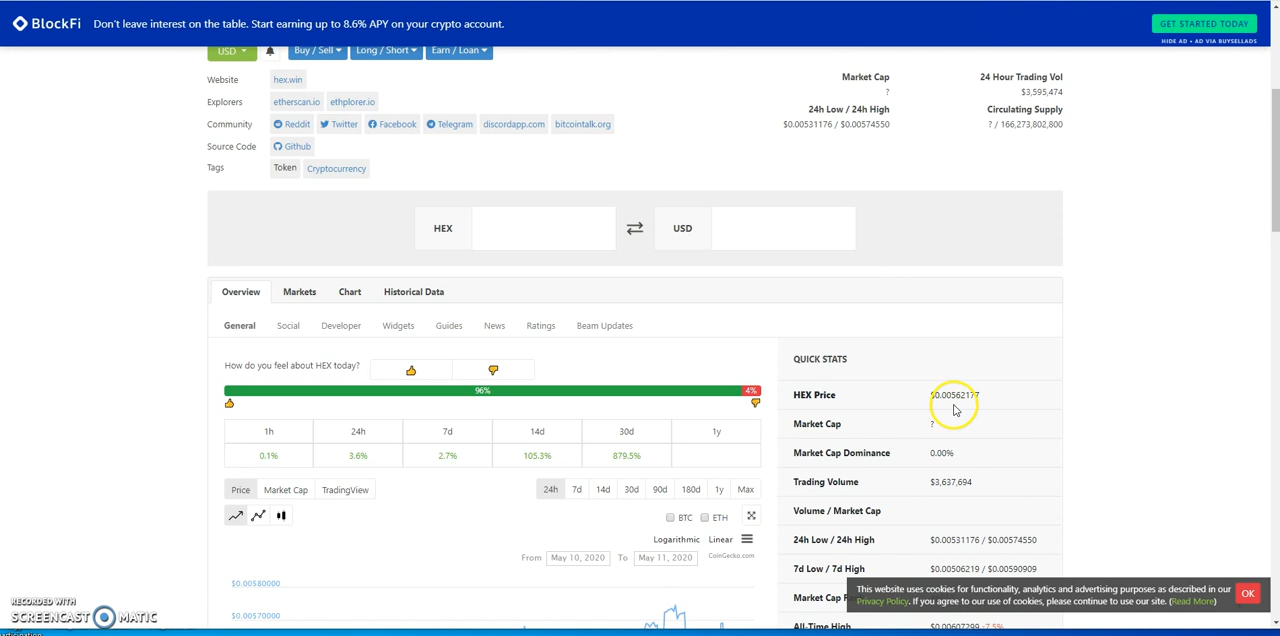 BlockFi Don't leave interest on the table. Start earning up to 8.6% APY on your crypto account. GET STARTED TODAY
HIDE AD • AD VIA BUYSELLADS
USD Buy / Sell Long / Short Earn / Loan
Website hex.win
Explorers etherscan.io ethplorer.io
Community Reddit Twitter Facebook Telegram discordapp.com bitcointalk.org
Source Code Github
Tags Token Cryptocurrency
Market Cap 24 Hour Trading Vol
? $3,595,474
24h Low / 24h High Circulating Supply
$0.00531176 / $0.00574550 ? / 166,273,802,800
HEX USD
Overview Markets Chart Historical Data
General Social Developer Widgets Guides News Ratings Beam Updates
How do you feel about HEX today?
96% 4%
1h 24h 7d 14d 30d 1y
0.1% 3.6% 2.7% 105.3% 879.5%
Price Market Cap TradingView 24h 7d 14d 30d 90d 180d 1y Max
BTC ETH
Logarithmic Linear
From May 10, 2020 To May 11, 2020 CoinGecko.com
$0.00580000
$0.00570000
QUICK STATS
HEX Price $0.00562177
Market Cap ?
Market Cap Dominance 0.00%
Trading Volume $3,637,694
Volume / Market Cap
24h Low / 24h High $0.00531176 / $0.00574550
7d Low / 7d High $0.00506219 / $0.00590909
Market Cap
All-Time High $0.00607299 -7.5%
This website uses cookies for functionality, analytics and advertising purposes as described in our
Privacy Policy. If you agree to our use of cookies, please continue to use our site. (Read More) OK
RECORDED WITH
SCREENCAST MATIC